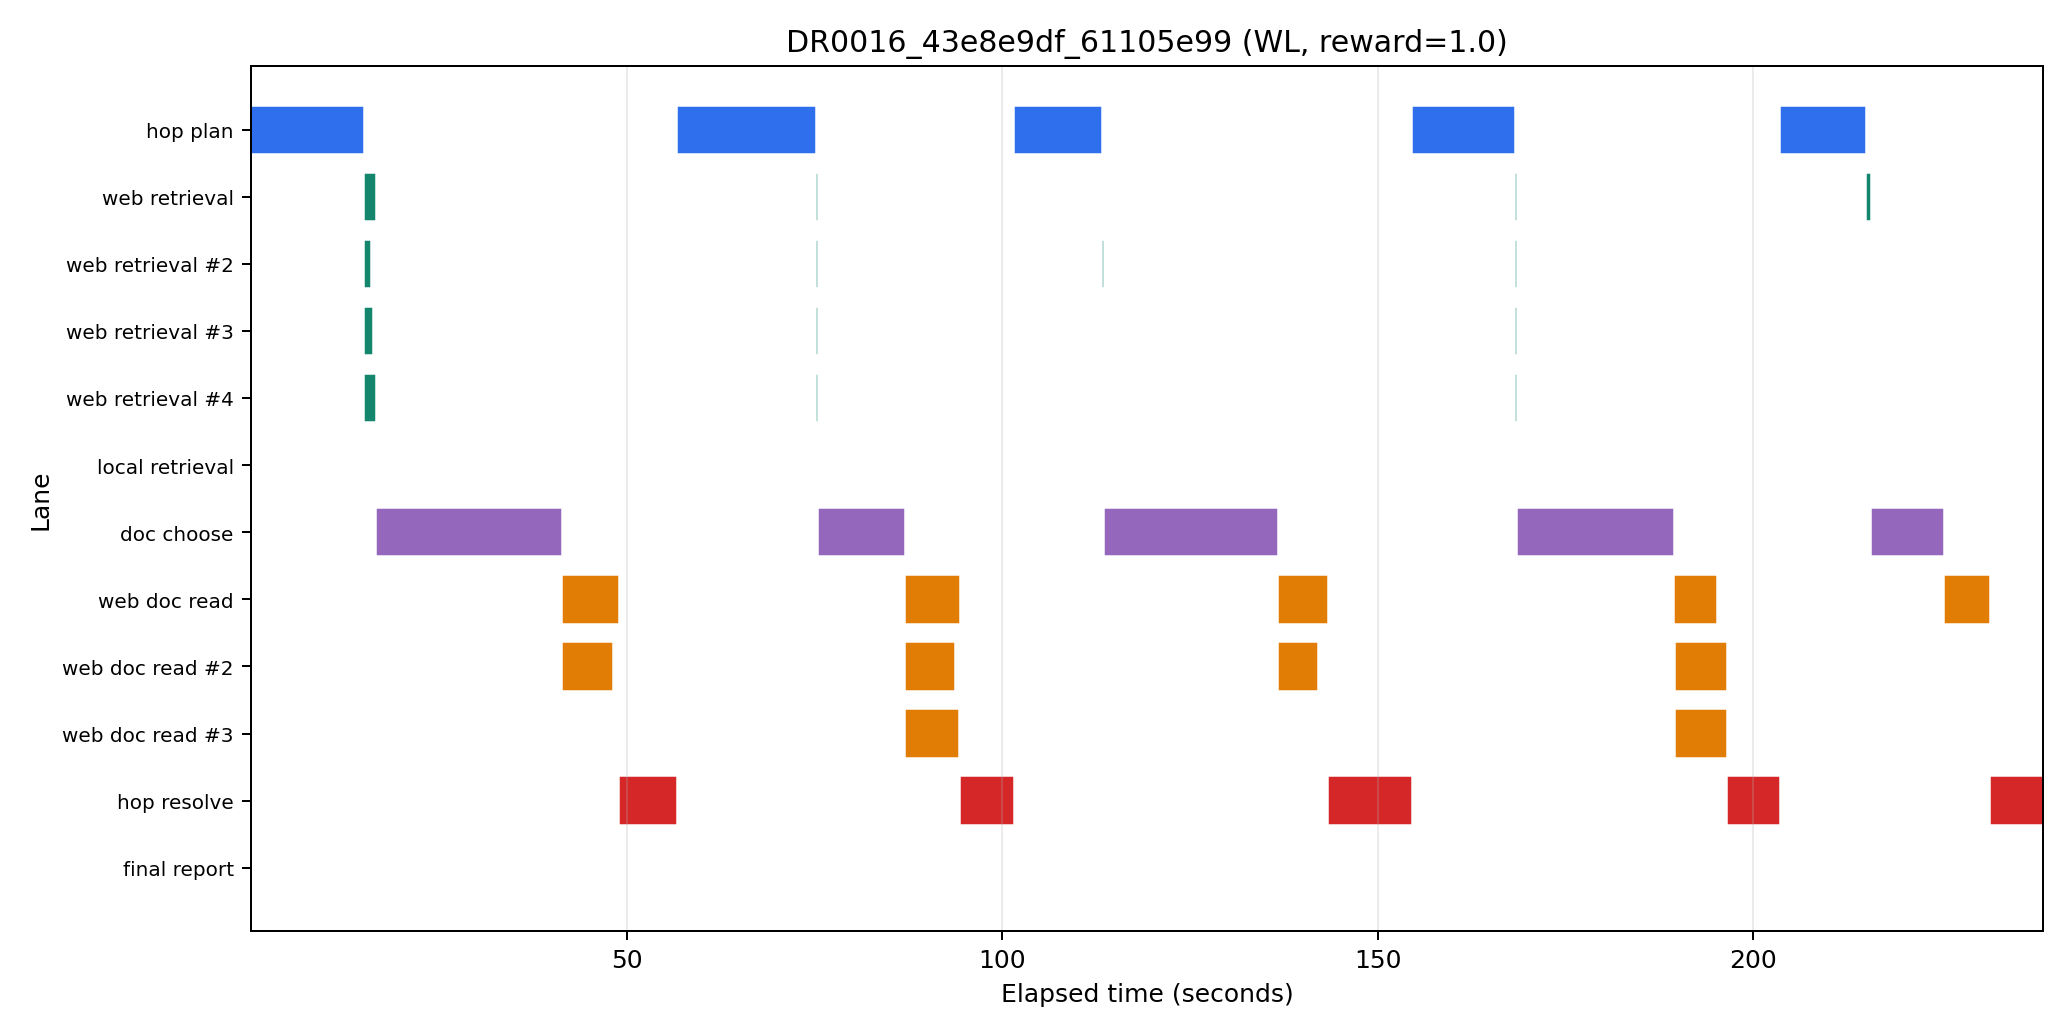 DR0016_43e8e9df_61105e99 (WL, reward=1.0)
hop plan
web retrieval
web retrieval #2
web retrieval #3
web retrieval #4
local retrieval
doc choose
web doc read
web doc read #2
web doc read #3
hop resolve
final report
Lane
50 100 150 200
Elapsed time (seconds)